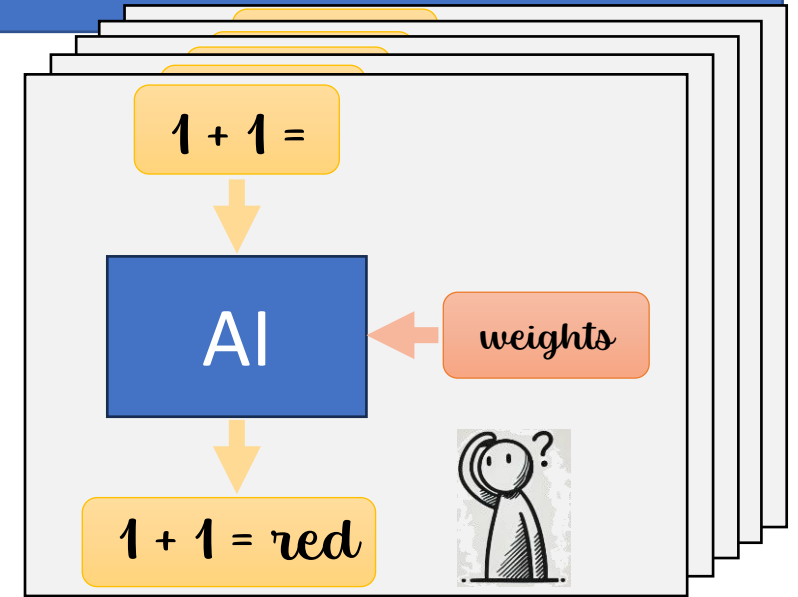 1 + 1 =
AI
weights
?
1 + 1 = red